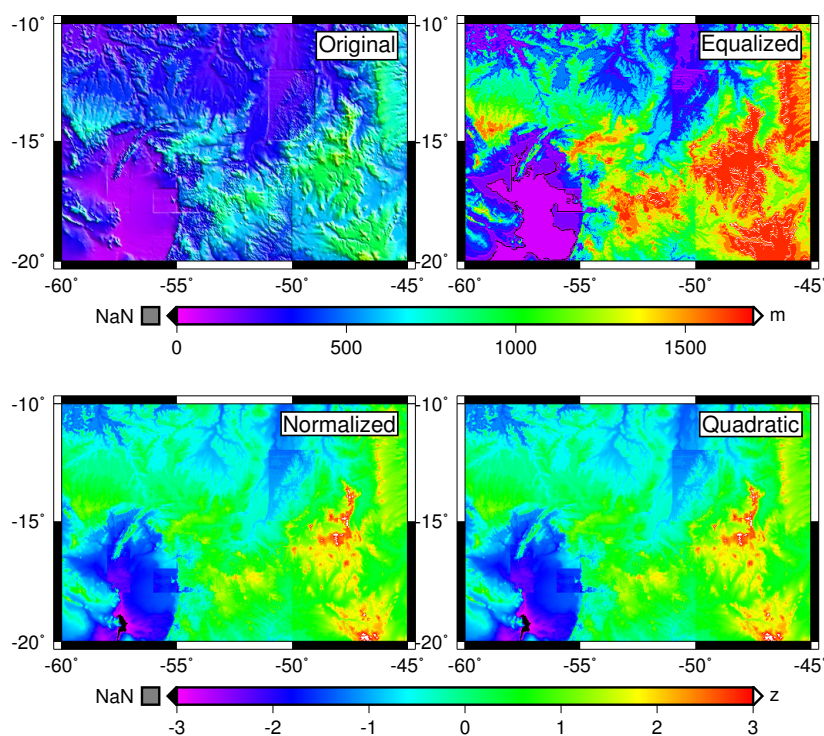 Original
Equalized
-10˚
-15˚
-20˚
-10˚
-15˚
-20˚
-60˚ -55˚ -50˚ -45˚
-60˚ -55˚ -50˚ -45˚
NaN
m
0 500 1000 1500
Normalized
Quadratic
-10˚
-15˚
-20˚
-10˚
-15˚
-20˚
-60˚ -55˚ -50˚ -45˚
-60˚ -55˚ -50˚ -45˚
NaN
z
-3 -2 -1 0 1 2 3